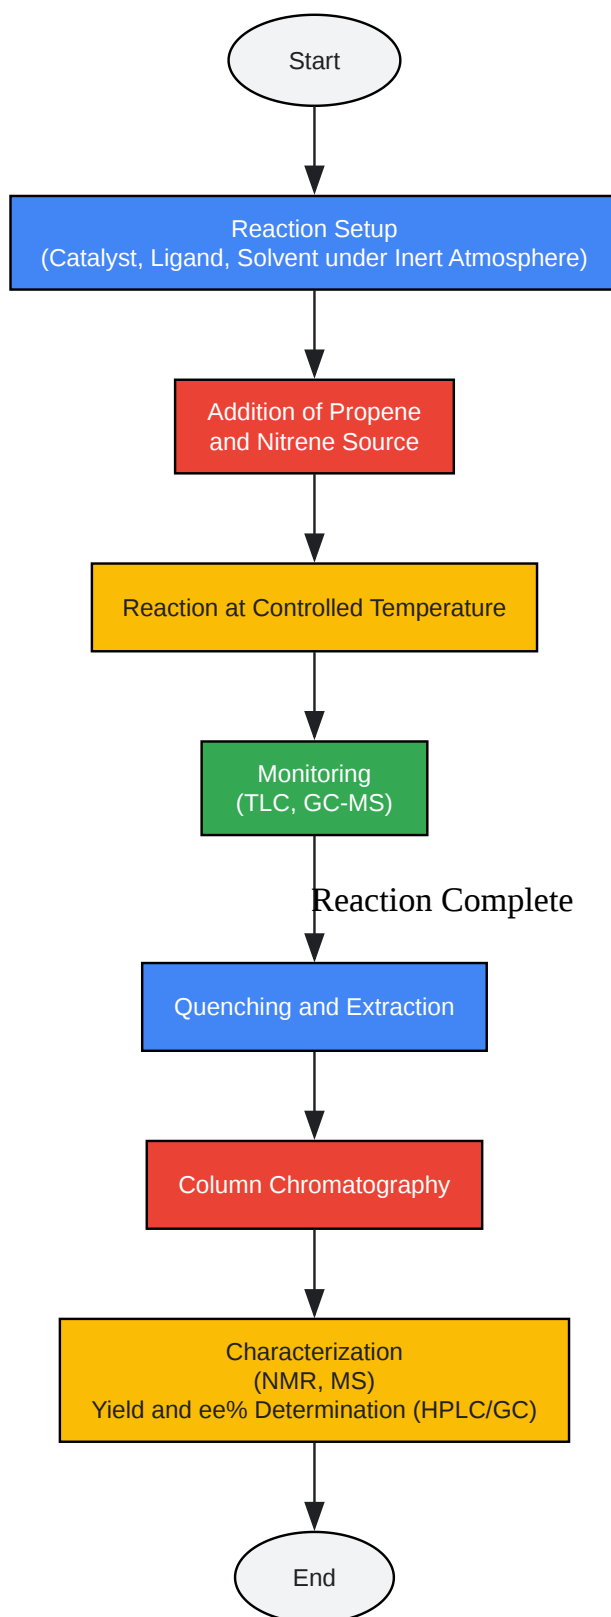 Start
Reaction Setup
(Catalyst, Ligand, Solvent under Inert Atmosphere)
Addition of Propene
and Nitrene Source
Reaction at Controlled Temperature
Monitoring
(TLC, GC-MS)
Reaction Complete
Quenching and Extraction
Column Chromatography
Characterization
(NMR, MS)
Yield and ee% Determination (HPLC/GC)
End